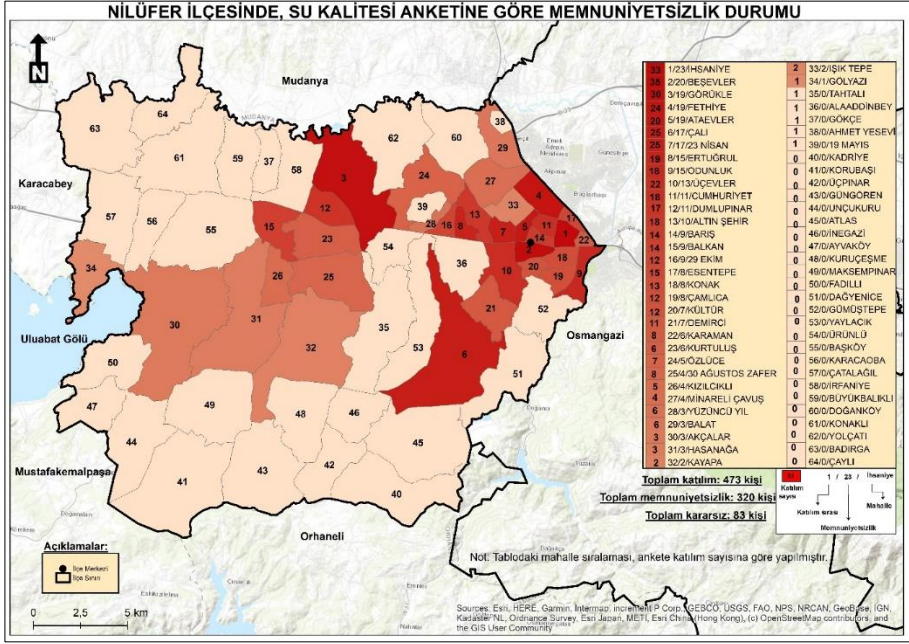 NİLÜFER İLÇESİNDE, SU KALİTESİ ANKETİNE GÖRE MEMNUNİYETSİZLİK DURUMU
N
Mudanya
MUDANYA
Karacabey
Uluabat Gölü
Mustafakemalpaşa
Orhaneli
Osmangazi
33 1/23/İHSANİYE
38 2/20/BEŞEVLER
30 3/19/GÖRÜKLE
24 4/19/FETHİYE
20 5/19/ATAEVLER
25 6/17/ÇALI
25 7/17/23 NİSAN
19 8/15/ERTUĞRUL
18 9/15/ODUNLUK
22 10/13/ÜÇEVLER
18 11/11/CUMHURİYET
17 12/11/DUMLUPINAR
18 13/10/ALTIN ŞEHİR
14 14/9/BARIŞ
15 15/9/BALKAN
12 16/9/29 EKİM
15 17/8/ESENTEPE
13 18/8/KONAK
12 19/8/ÇAMLICA
12 20/7/KÜLTÜR
11 21/7/DEMİRCİ
8 22/6/KARAMAN
6 23/6/KURTULUŞ
7 24/5/ÖZLÜCE
8 25/4/30 AĞUSTOS ZAFER
5 26/4/KIZILCIKLI
4 27/4/MİNARELİ ÇAVUŞ
6 28/3/YÜZÜNCÜ YIL
6 29/3/BALAT
3 30/3/AKÇALAR
3 31/3/HASANAĞA
2 32/2/KAYAPA
2 33/2/IŞIK TEPE
1 34/1/GÖLYAZI
1 35/0/TAHTALI
1 36/0/ALAADDİNBEY
1 37/0/GÖKÇE
1 38/0/AHMET YESEVİ
1 39/0/19 MAYIS
0 40/0/KADRİYE
0 41/0/KORUBAŞI
0 42/0/ÜÇPINAR
0 43/0/GÜNGÖREN
0 44/0/UNÇUKURU
0 45/0/ATLAS
0 46/0/İNEGAZİ
0 47/0/AYVAKÖY
0 48/0/KURUÇEŞME
0 49/0/MAKSEMPINAR
0 50/0/FADILLI
0 51/0/DAĞYENİCE
0 52/0/GÜMÜŞTEPE
0 53/0/YAYLACIK
0 54/0/ÜRÜNLÜ
0 55/0/BAŞKÖY
0 56/0/KARACAOBA
0 57/0/ÇATALAĞIL
0 58/0/İRFANİYE
0 59/0/BÜYÜKBALIKLI
0 60/0/DOĞANKÖY
0 61/0/KONAKLI
0 62/0/YOLÇATI
0 63/0/BADIRGA
0 64/0/ÇAYLI
Toplam katılım: 473 kişi
Toplam memnuniyetsizlik: 320 kişi
Toplam kararsız: 83 kişi
1 / 23 / İhsaniye
Katılım sayısı
Mahalle
Katılım sırası
Memnuniyetsizlik
Not: Tablodaki mahalle sıralaması, ankete katılım sayısına göre yapılmıştır.
Açıklamalar:
İlçe Merkezi
İlçe Sınırı
0 2,5 5 km
Sources: Esri, HERE, Garmin, Intermap, increment P Corp., GEBCO, USGS, FAO, NPS, NRCAN, GeoBase, IGN,
Kadaster NL, Ordnance Survey, Esri Japan, METI, Esri China (Hong Kong), (c) OpenStreetMap contributors, and
the GIS User Community